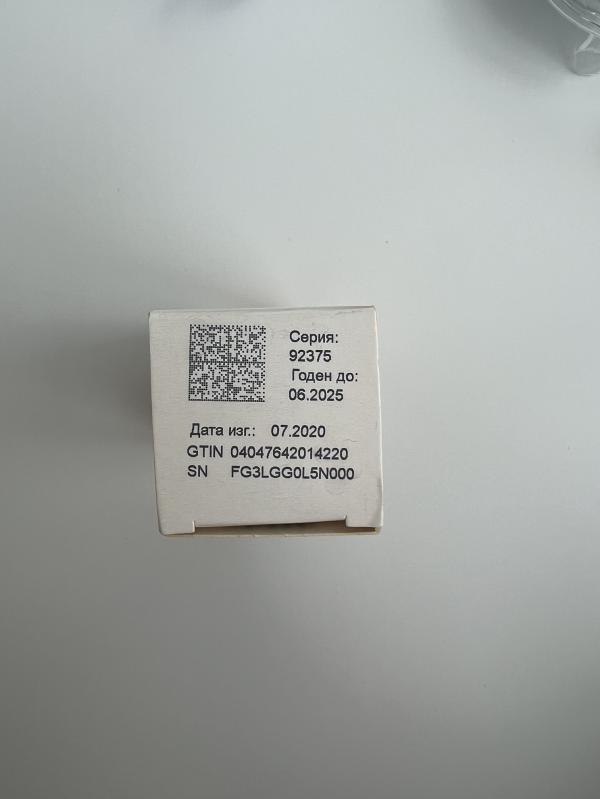 Серия:
92375
Годен до:
06.2025
Дата изг.: 07.2020
GTIN 04047642014220
SN FG3LGG0L5N000